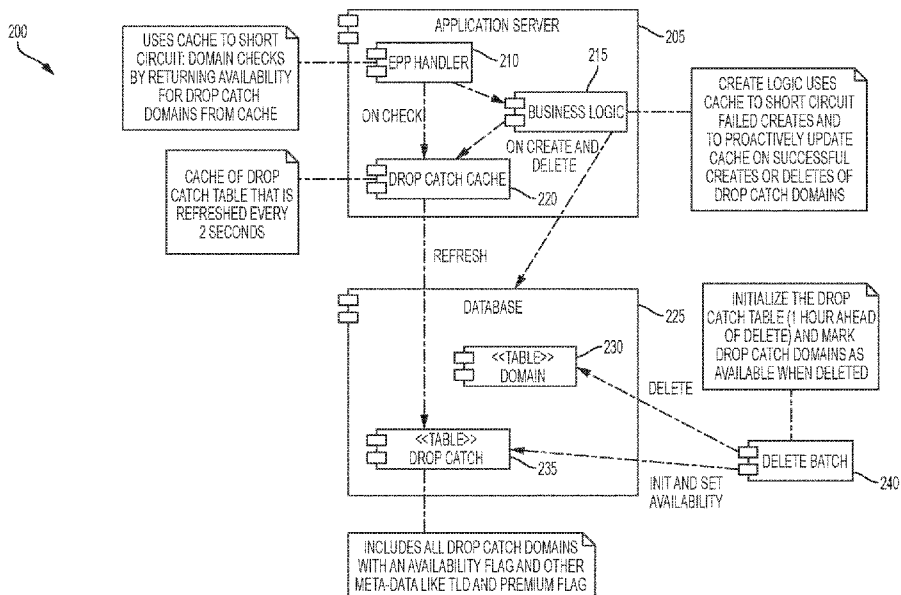 200
USES CACHE TO SHORT
CIRCUIT: DOMAIN CHECKS
BY RETURNING AVAILABILITY
FOR DROP CATCH
DOMAINS FROM CACHE
APPLICATION SERVER
205
EPP HANDLER
210
215
BUSINESS LOGIC
ON CHECK
ON CREATE AND
DELETE
DROP CATCH CACHE
220
CREATE LOGIC USES
CACHE TO SHORT CIRCUIT
FAILED CREATES AND
TO PROACTIVELY UPDATE
CACHE ON SUCCESSFUL
CREATES OR DELETES OF
DROP CATCH DOMAINS
CACHE OF DROP
CATCH TABLE THAT IS
REFRESHED EVERY
2 SECONDS
REFRESH
DATABASE
225
<<TABLE>>
DOMAIN
230
DELETE
INITIALIZE THE DROP
CATCH TABLE (1 HOUR AHEAD
OF DELETE) AND MARK
DROP CATCH DOMAINS AS
AVAILABLE WHEN DELETED
<<TABLE>>
DROP CATCH
235
INIT AND SET
AVAILABILITY
DELETE BATCH
240
INCLUDES ALL DROP CATCH DOMAINS
WITH AN AVAILABILITY FLAG AND OTHER
META-DATA LIKE TLD AND PREMIUM FLAG